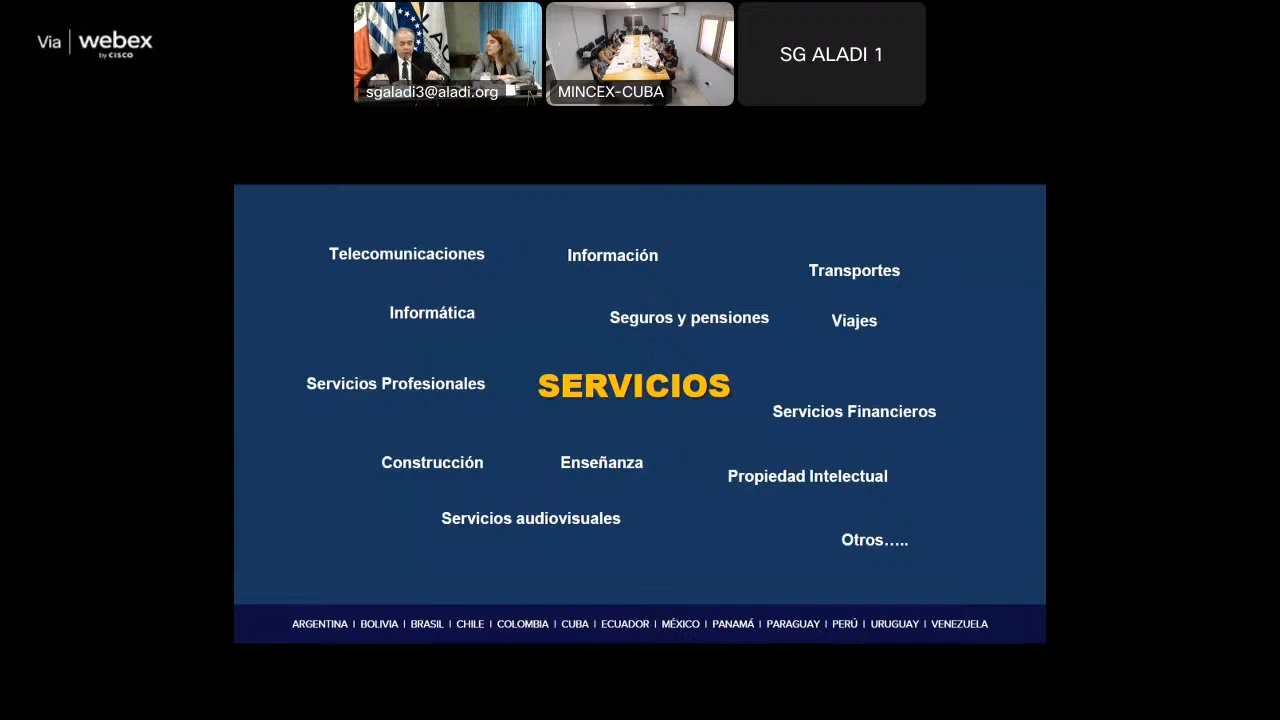 Via | webex
by CISCO
sgaladi3@aladi.org
MINCEX-CUBA
SG ALADI 1
Telecomunicaciones
Información
Transportes
Informática
Seguros y pensiones
Viajes
Servicios Profesionales
SERVICIOS
Servicios Financieros
Construcción
Enseñanza
Propiedad Intelectual
Servicios audiovisuales
Otros…..
ARGENTINA | BOLIVIA | BRASIL | CHILE | COLOMBIA | CUBA | ECUADOR | MÉXICO | PANAMÁ | PARAGUAY | PERÚ | URUGUAY | VENEZUELA